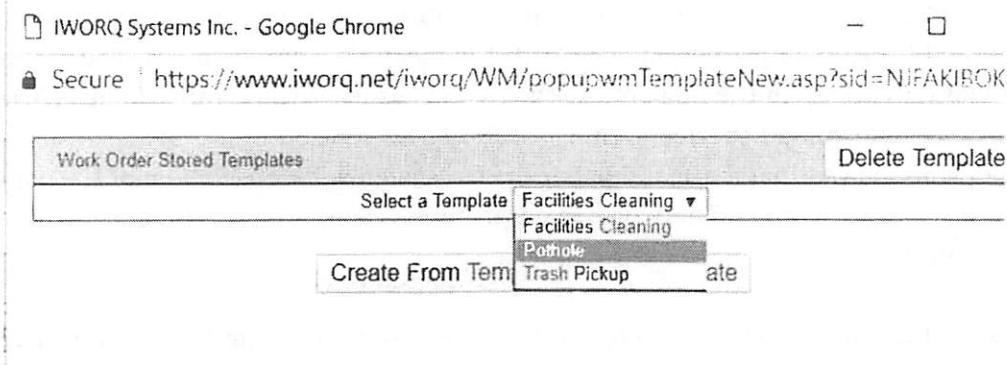 IWORQ Systems Inc. - Google Chrome
Secure https://www.iworq.net/iworq/WM/popupwmTemplateNew.asp?sid=NJFAKIBOK
Work Order Stored Templates Delete Template
Select a Template Facilities Cleaning
Facilities Cleaning
Pothole
Create From Tem Trash Pickup ate